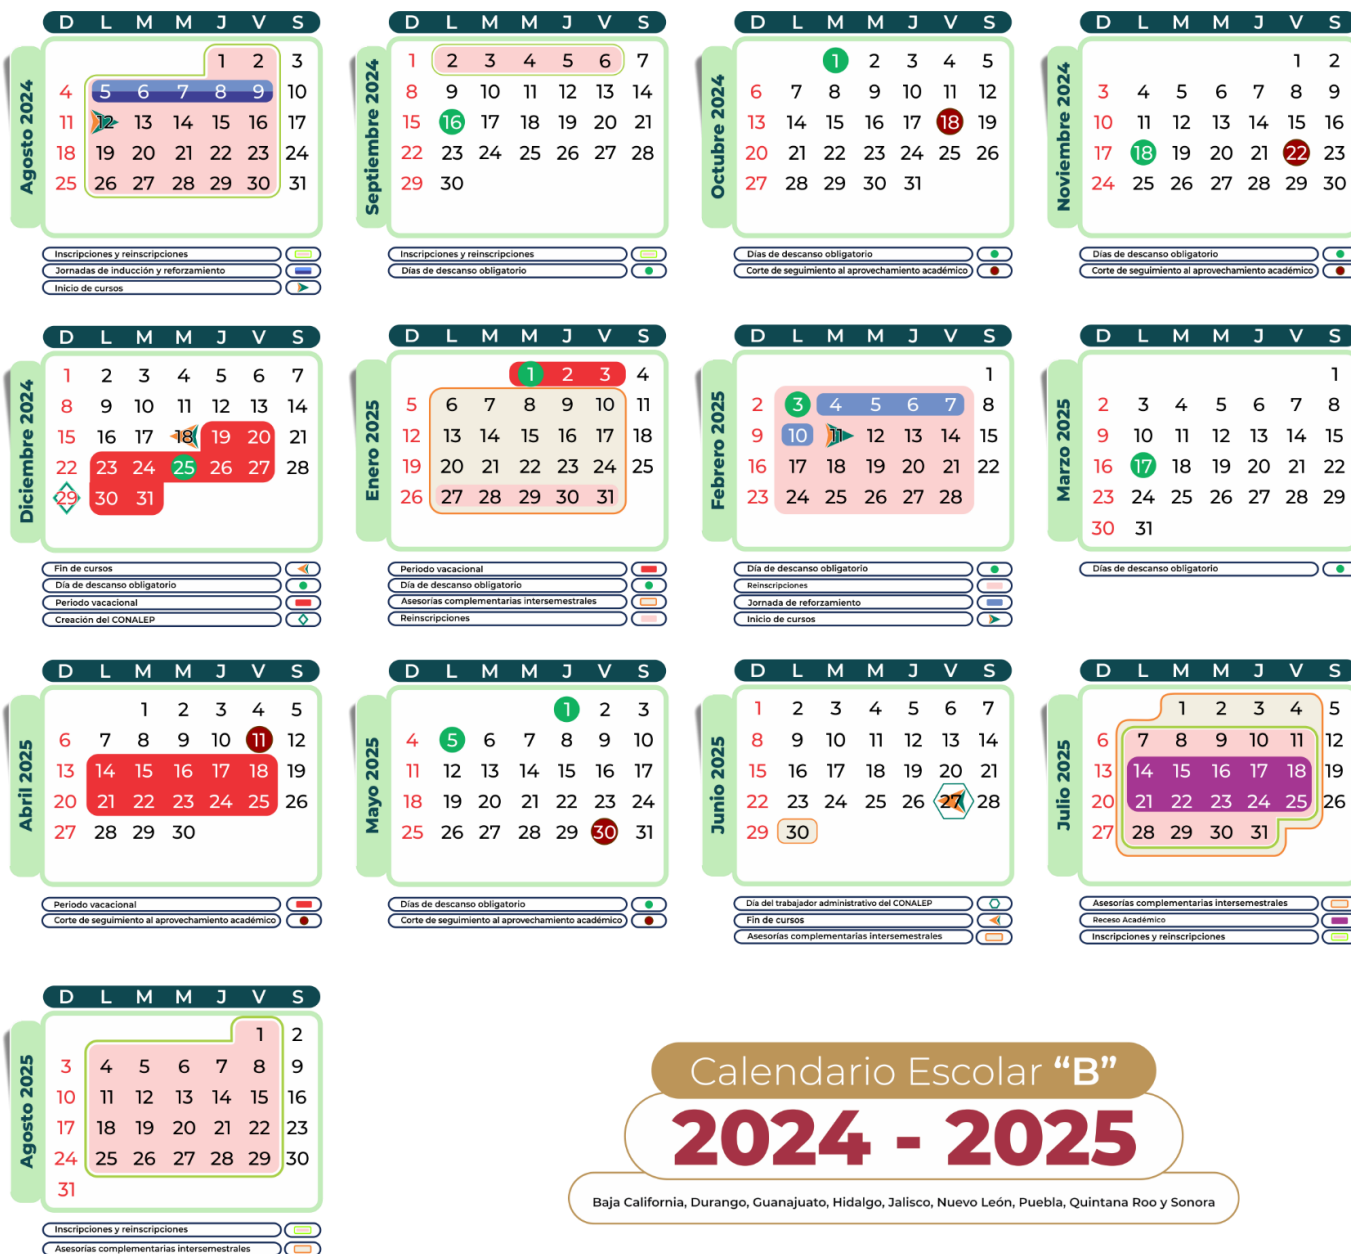 D L M M J V S
Agosto 2024
1 2 3
4 5 6 7 8 9 10
11 12 13 14 15 16 17
18 19 20 21 22 23 24
25 26 27 28 29 30 31
Inscripciones y reinscripciones
Jornadas de inducción y reforzamiento
Inicio de cursos
D L M M J V S
Septiembre 2024
1 2 3 4 5 6 7
8 9 10 11 12 13 14
15 16 17 18 19 20 21
22 23 24 25 26 27 28
29 30
Inscripciones y reinscripciones
Días de descanso obligatorio
D L M M J V S
Octubre 2024
1 2 3 4 5
6 7 8 9 10 11 12
13 14 15 16 17 18 19
20 21 22 23 24 25 26
27 28 29 30 31
Días de descanso obligatorio
Corte de seguimiento al aprovechamiento académico
D L M M J V S
Noviembre 2024
1 2
3 4 5 6 7 8 9
10 11 12 13 14 15 16
17 18 19 20 21 22 23
24 25 26 27 28 29 30
Días de descanso obligatorio
Corte de seguimiento al aprovechamiento académico
D L M M J V S
Diciembre 2024
1 2 3 4 5 6 7
8 9 10 11 12 13 14
15 16 17 18 19 20 21
22 23 24 25 26 27 28
29 30 31
Fin de cursos
Día de descanso obligatorio
Periodo vacacional
Creación del CONALEP
D L M M J V S
Enero 2025
1 2 3 4
5 6 7 8 9 10 11
12 13 14 15 16 17 18
19 20 21 22 23 24 25
26 27 28 29 30 31
Periodo vacacional
Día de descanso obligatorio
Asesorías complementarias intersemestrales
Reinscripciones
D L M M J V S
Febrero 2025
1
2 3 4 5 6 7 8
9 10 11 12 13 14 15
16 17 18 19 20 21 22
23 24 25 26 27 28
Día de descanso obligatorio
Reinscripciones
Jornada de reforzamiento
Inicio de cursos
D L M M J V S
Marzo 2025
1
2 3 4 5 6 7 8
9 10 11 12 13 14 15
16 17 18 19 20 21 22
23 24 25 26 27 28 29
30 31
Días de descanso obligatorio
D L M M J V S
Abril 2025
1 2 3 4 5
6 7 8 9 10 11 12
13 14 15 16 17 18 19
20 21 22 23 24 25 26
27 28 29 30
Periodo vacacional
Corte de seguimiento al aprovechamiento académico
D L M M J V S
Mayo 2025
1 2 3
4 5 6 7 8 9 10
11 12 13 14 15 16 17
18 19 20 21 22 23 24
25 26 27 28 29 30 31
Días de descanso obligatorio
Corte de seguimiento al aprovechamiento académico
D L M M J V S
Junio 2025
1 2 3 4 5 6 7
8 9 10 11 12 13 14
15 16 17 18 19 20 21
22 23 24 25 26 27 28
29 30
Día del trabajador administrativo del CONALEP
Fin de cursos
Asesorías complementarias intersemestrales
D L M M J V S
Julio 2025
1 2 3 4 5
6 7 8 9 10 11 12
13 14 15 16 17 18 19
20 21 22 23 24 25 26
27 28 29 30 31
Asesorías complementarias intersemestrales
Receso Académico
Inscripciones y reinscripciones
D L M M J V S
Agosto 2025
1 2
3 4 5 6 7 8 9
10 11 12 13 14 15 16
17 18 19 20 21 22 23
24 25 26 27 28 29 30
31
Inscripciones y reinscripciones
Asesorías complementarias intersemestrales
Calendario Escolar “B”
2024 - 2025
Baja California, Durango, Guanajuato, Hidalgo, Jalisco, Nuevo León, Puebla, Quintana Roo y Sonora